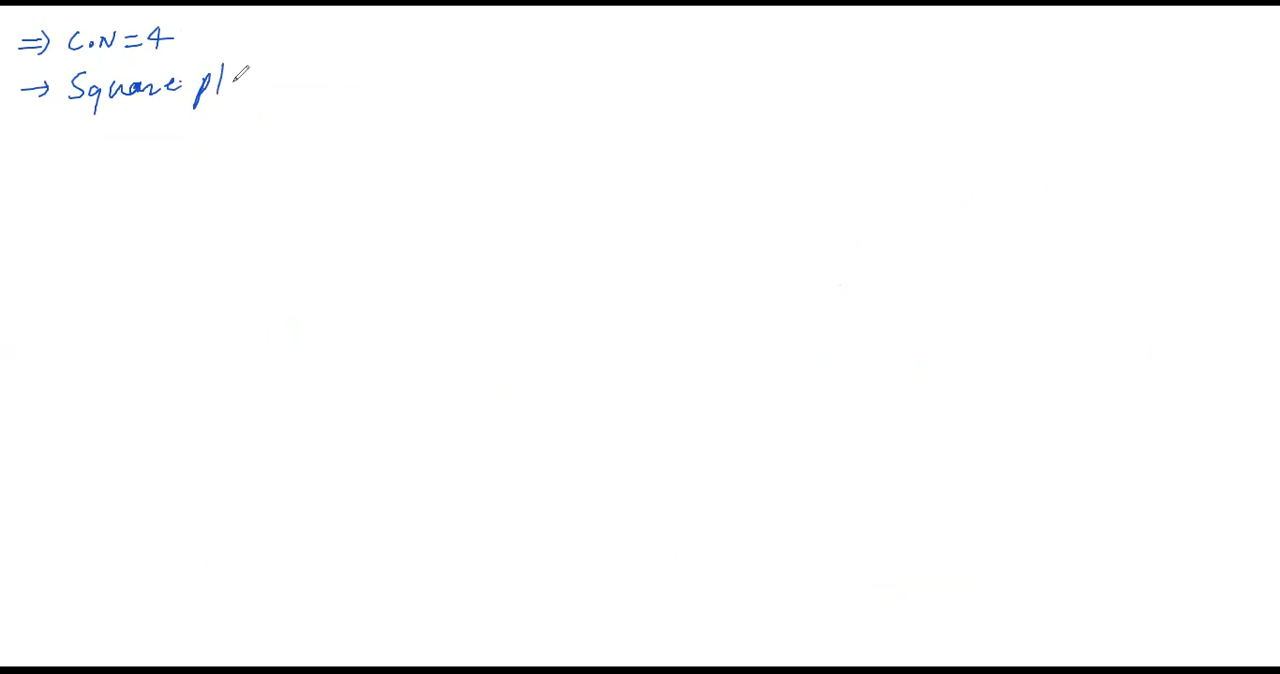 ⇒ C.N = 4
→ Square pl